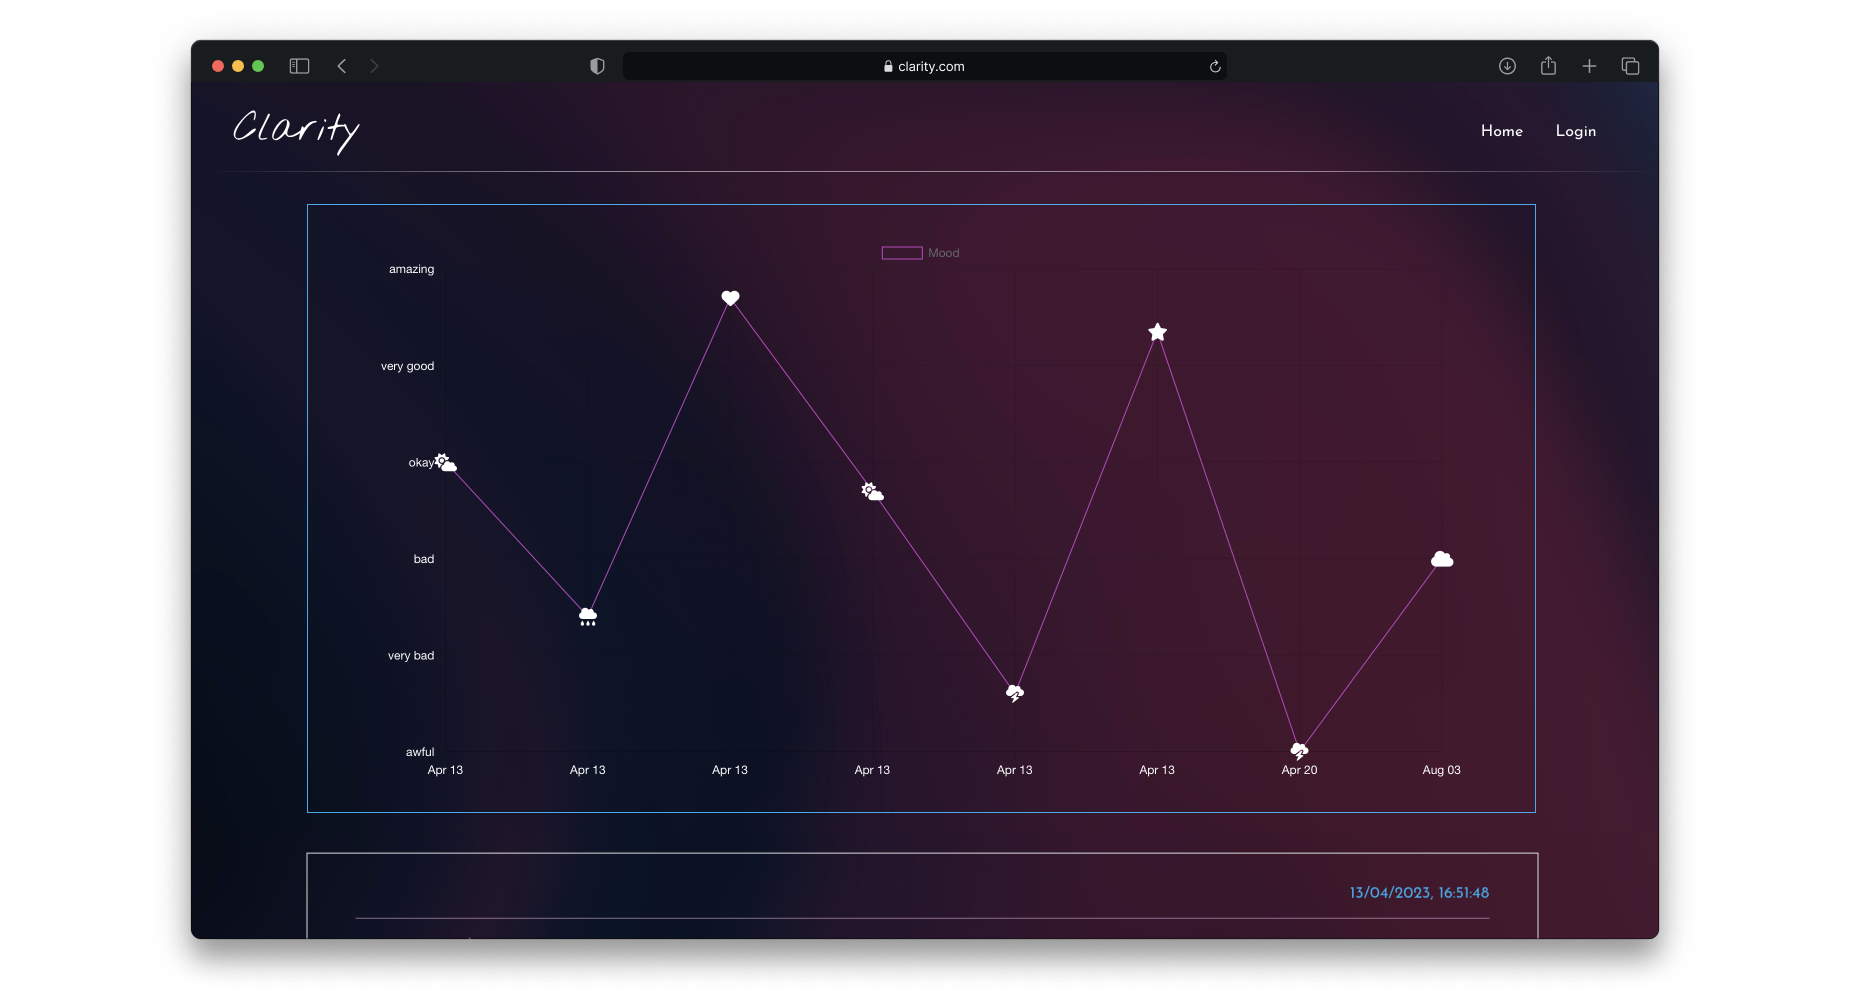 clarity.com
Clarity
Home Login
Mood
amazing
very good
okay
bad
very bad
awful
Apr 13 Apr 13 Apr 13 Apr 13 Apr 13 Apr 13 Apr 20 Aug 03
13/04/2023, 16:51:48